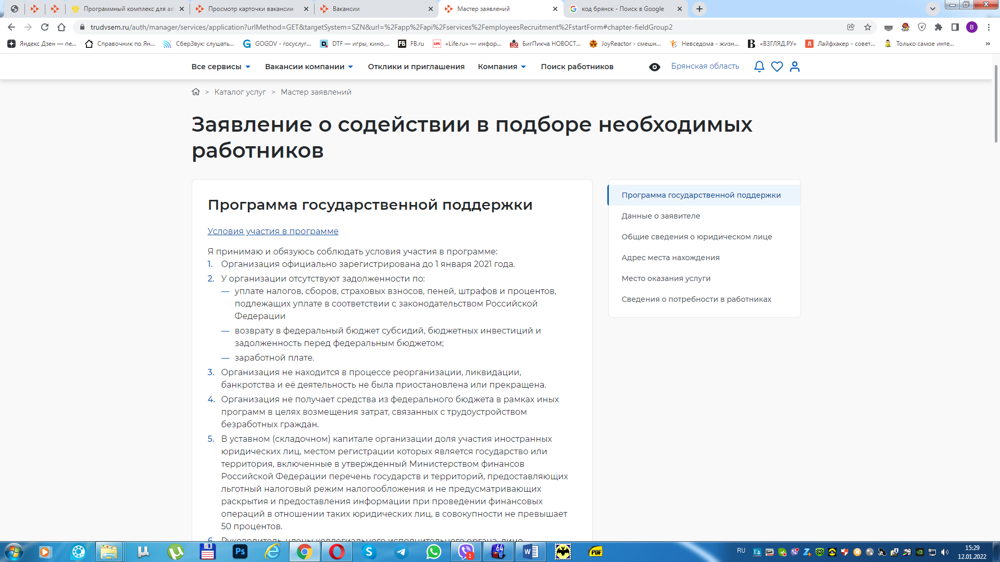 Программный комплекс для ав
Просмотр карточки вакансии
Вакансии
Мастер заявлений
код брянск - Поиск в Google
trudvsem.ru/auth/manager/services/application?urlMethod=GET&targetSystem=SZN&url=%2Fapp%2Fapi%2Fservices%2FemployeesRecruitment%2FstartForm#chapter-fieldGroup2
B
Яндекс Дзен — пе...
Справочник по Ян...
СберЗвук: слушать...
GOGOV - госуслуг...
DTF — игры, кино,...
FB.ru
«Life.ru» — инфор...
БигПикча НОВОСТ...
JoyReactor - смешн...
Невседома - жизн...
«ВЗГЛЯД.РУ»
Лайфхакер - совет...
Только самое инте...
Все сервисы
Вакансии компании
Отклики и приглашения
Компания
Поиск работников
Брянская область
> Каталог услуг > Мастер заявлений
Заявление о содействии в подборе необходимых
работников
Программа государственной поддержки
Условия участия в программе
Я принимаю и обязуюсь соблюдать условия участия в программе:
1. Организация официально зарегистрирована до 1 января 2021 года.
2. У организации отсутствуют задолженности по:
— уплате налогов, сборов, страховых взносов, пеней, штрафов и процентов,
подлежащих уплате в соответствии с законодательством Российской
Федерации
— возврату в федеральный бюджет субсидий, бюджетных инвестиций и
задолженность перед федеральным бюджетом;
— заработной плате.
3. Организация не находится в процессе реорганизации, ликвидации,
банкротства и её деятельность не была приостановлена или прекращена.
4. Организация не получает средства из федерального бюджета в рамках иных
программ в целях возмещения затрат, связанных с трудоустройством
безработных граждан.
5. В уставном (складочном) капитале организации доля участия иностранных
юридических лиц, местом регистрации которых является государство или
территория, включенные в утвержденный Министерством финансов
Российской Федерации перечень государств и территорий, предоставляющих
льготный налоговый режим налогообложения и не предусматривающих
раскрытия и предоставления информации при проведении финансовых
операций в отношении таких юридических лиц, в совокупности не превышает
50 процентов.
6. Руководитель, члены коллегиального исполнительного органа, лицо,
Программа государственной поддержки
Данные о заявителе
Общие сведения о юридическом лице
Адрес места нахождения
Место оказания услуги
Сведения о потребности в работниках
RU
15:29
12.01.2022